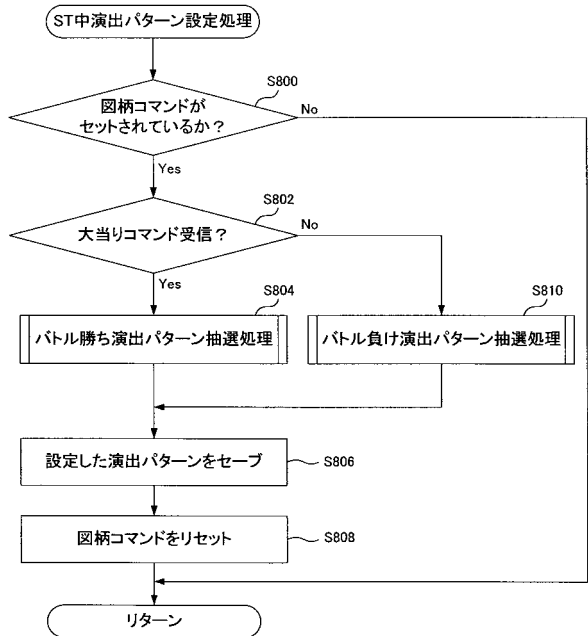 ST中演出パターン設定処理
S800
図柄コマンドが
セットされているか?
No
Yes
S802
大当りコマンド受信?
No
Yes
S804
バトル勝ち演出パターン抽選処理
S810
バトル負け演出パターン抽選処理
設定した演出パターンをセーブ
S806
図柄コマンドをリセット
S808
リターン